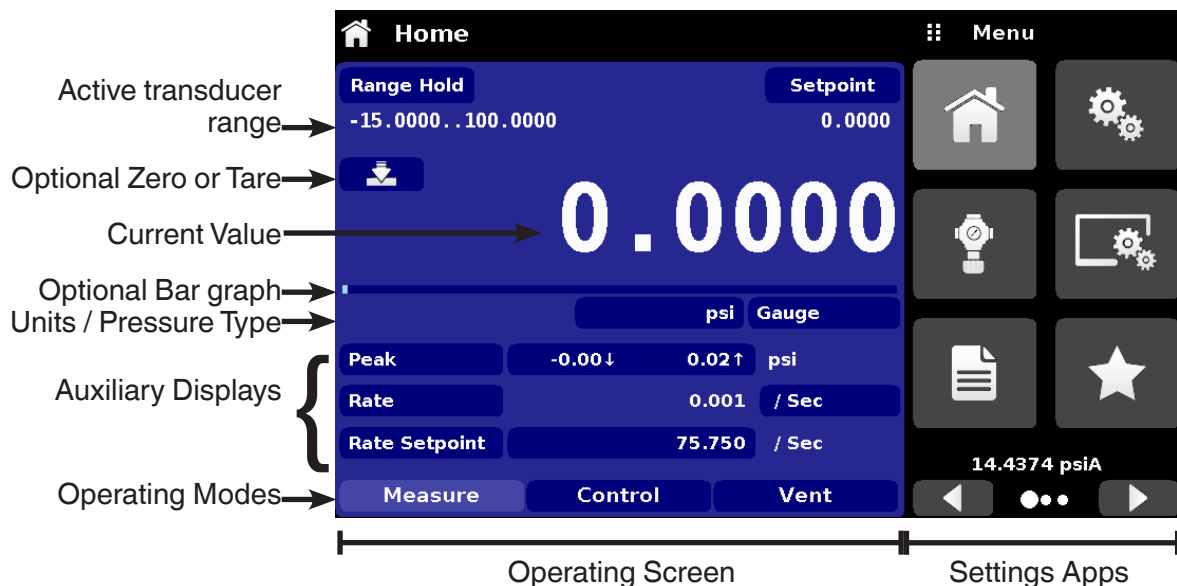 Home
Menu
Active transducer
range
Range Hold
Setpoint
-15.0000..100.0000
0.0000
Optional Zero or Tare
Current Value
0.0000
Optional Bar graph
Units / Pressure Type
psi
Gauge
Auxiliary Displays
Peak
-0.00↓
0.02↑
psi
Rate
0.001
/ Sec
Rate Setpoint
75.750
/ Sec
14.4374 psiA
Operating Modes
Measure
Control
Vent
Operating Screen
Settings Apps